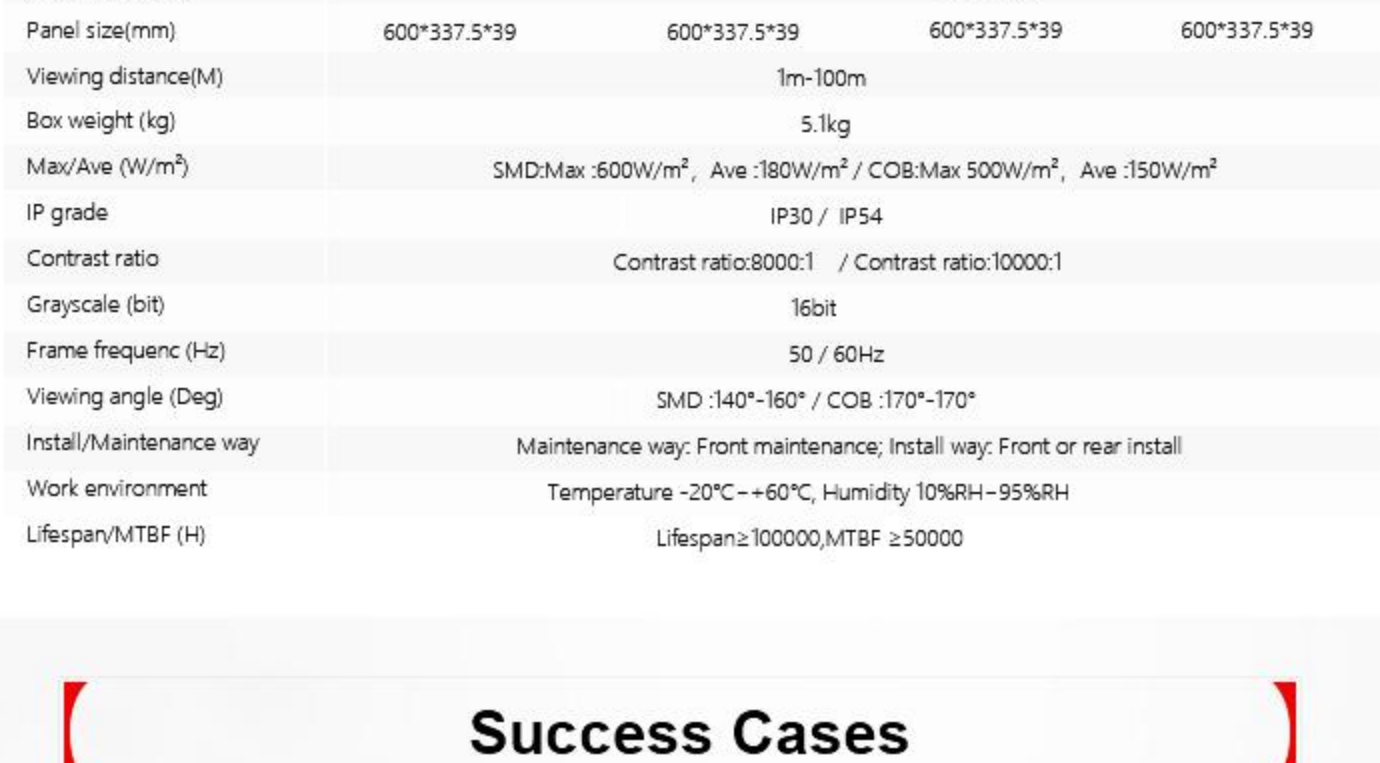 Panel size(mm) 600*337.5*39 600*337.5*39 600*337.5*39 600*337.5*39
Viewing distance(M) 1m-100m
Box weight (kg) 5.1kg
Max/Ave (W/m²) SMD:Max :600W/m², Ave :180W/m² / COB:Max 500W/m², Ave :150W/m²
IP grade IP30 / IP54
Contrast ratio Contrast ratio:8000:1 / Contrast ratio:10000:1
Grayscale (bit) 16bit
Frame frequenc (Hz) 50 / 60Hz
Viewing angle (Deg) SMD :140°-160° / COB :170°-170°
Install/Maintenance way Maintenance way: Front maintenance; Install way: Front or rear install
Work environment Temperature -20℃-+60℃, Humidity 10%RH-95%RH
Lifespan/MTBF (H) Lifespan≥100000,MTBF ≥50000
Success Cases